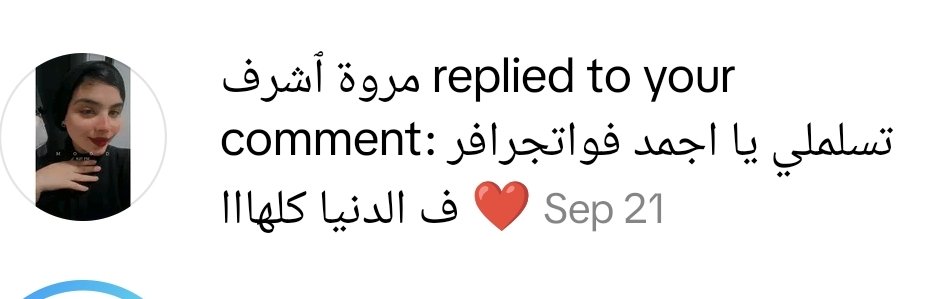 مروة أشرف replied to your
comment: تسلملي يا اجمد فواتجرافر
ف الدنيا كلهااا ❤️ Sep 21